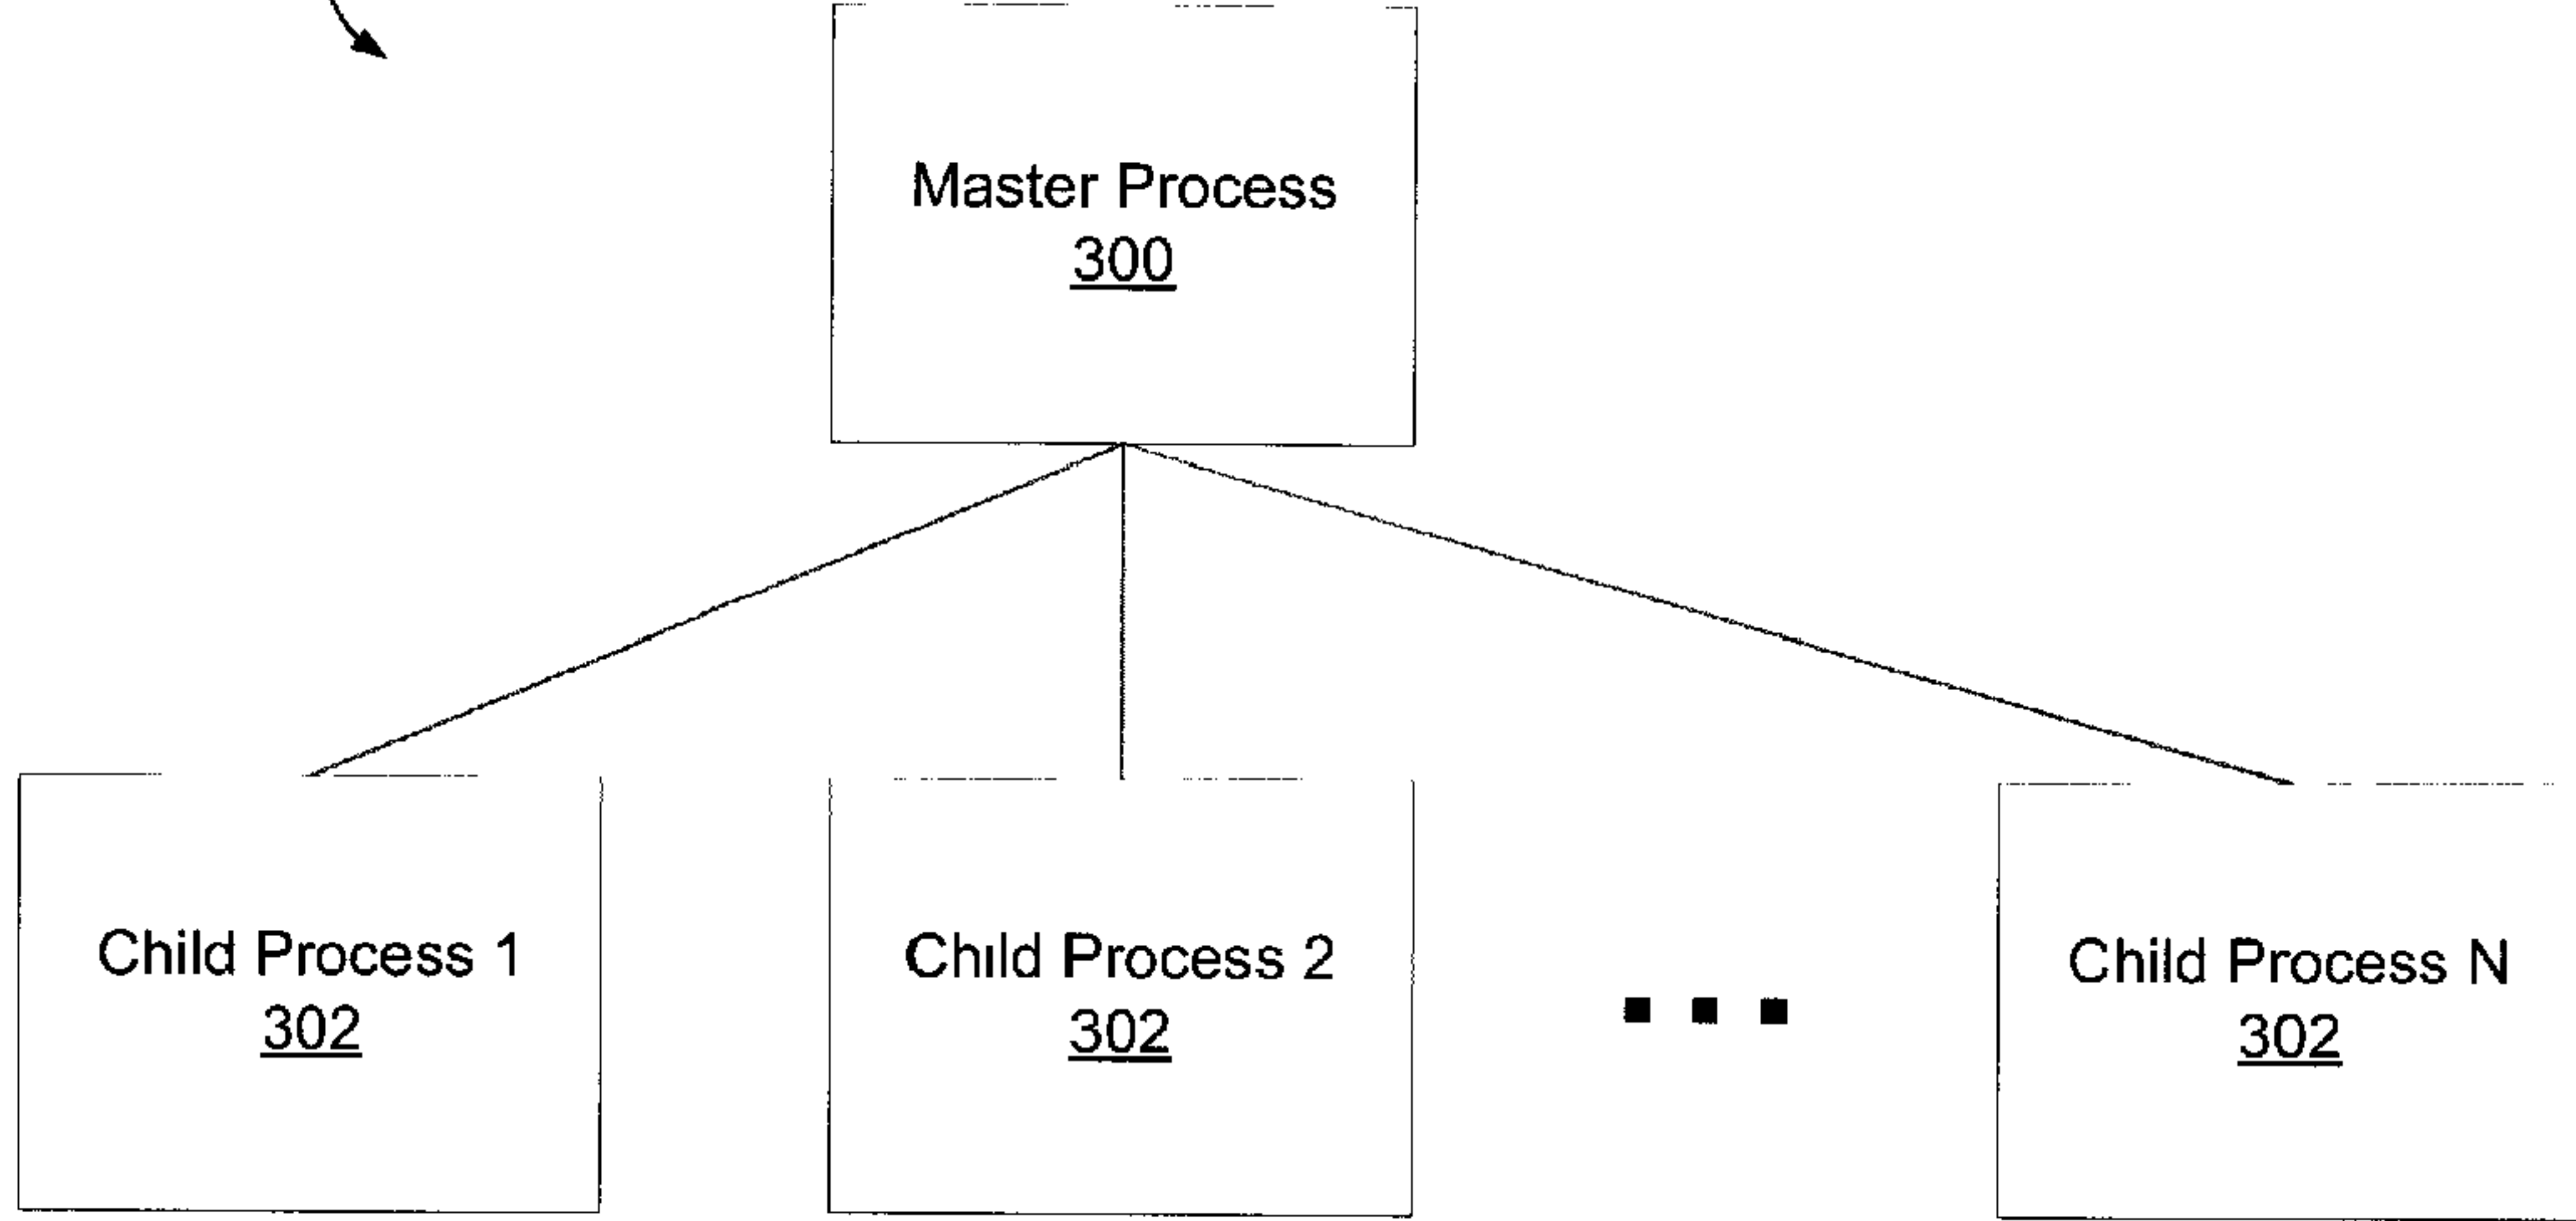 Master Process
300
Child Process 1
302
Child Process 2
302
Child Process N
302